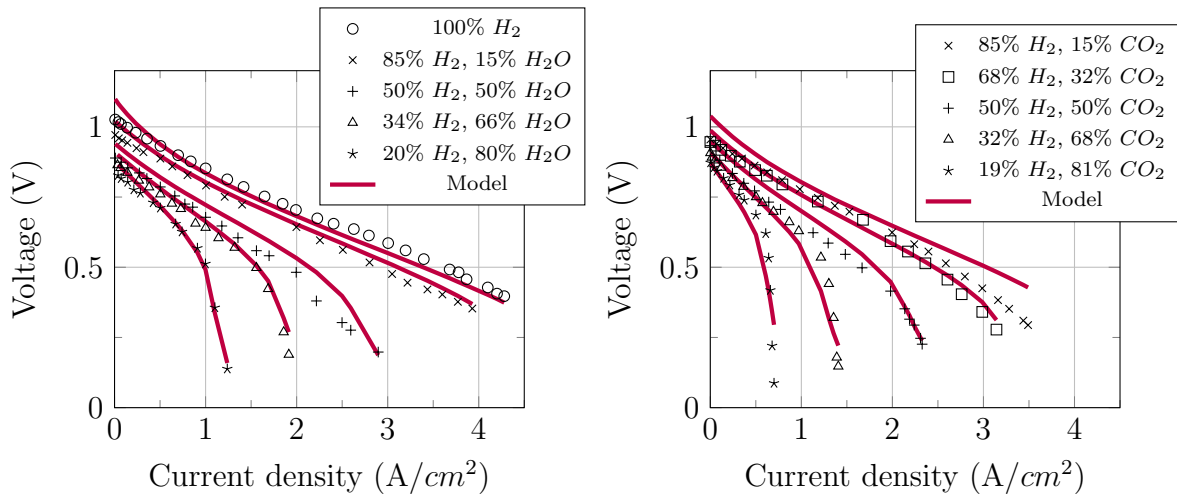 100% H₂
85% H₂, 15% H₂O
50% H₂, 50% H₂O
34% H₂, 66% H₂O
20% H₂, 80% H₂O
Model
1
0.5
0
0 1 2 3 4
Voltage (V)
Current density (A/cm²)
85% H₂, 15% CO₂
68% H₂, 32% CO₂
50% H₂, 50% CO₂
32% H₂, 68% CO₂
19% H₂, 81% CO₂
Model
1
0.5
0
0 1 2 3 4
Voltage (V)
Current density (A/cm²)